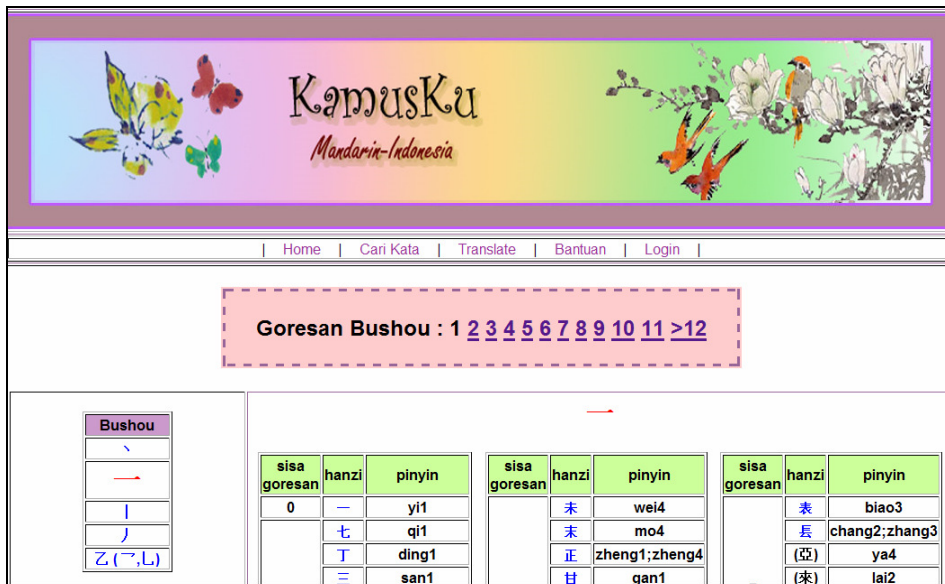 KamusKu
Mandarin-Indonesia
| Home | Cari Kata | Translate | Bantuan | Login |
Goresan Bushou : 1 2 3 4 5 6 7 8 9 10 11 >12
一
Bushou
丶
一
丨
丿
乙 (乛,乚)
sisa goresan hanzi pinyin
0 一 yi1
七 qi1
丁 ding1
三 san1
sisa goresan hanzi pinyin
未 wei4
末 mo4
正 zheng1;zheng4
甘 gan1
sisa goresan hanzi pinyin
表 biao3
長 chang2;zhang3
(亞) ya4
(來) lai2